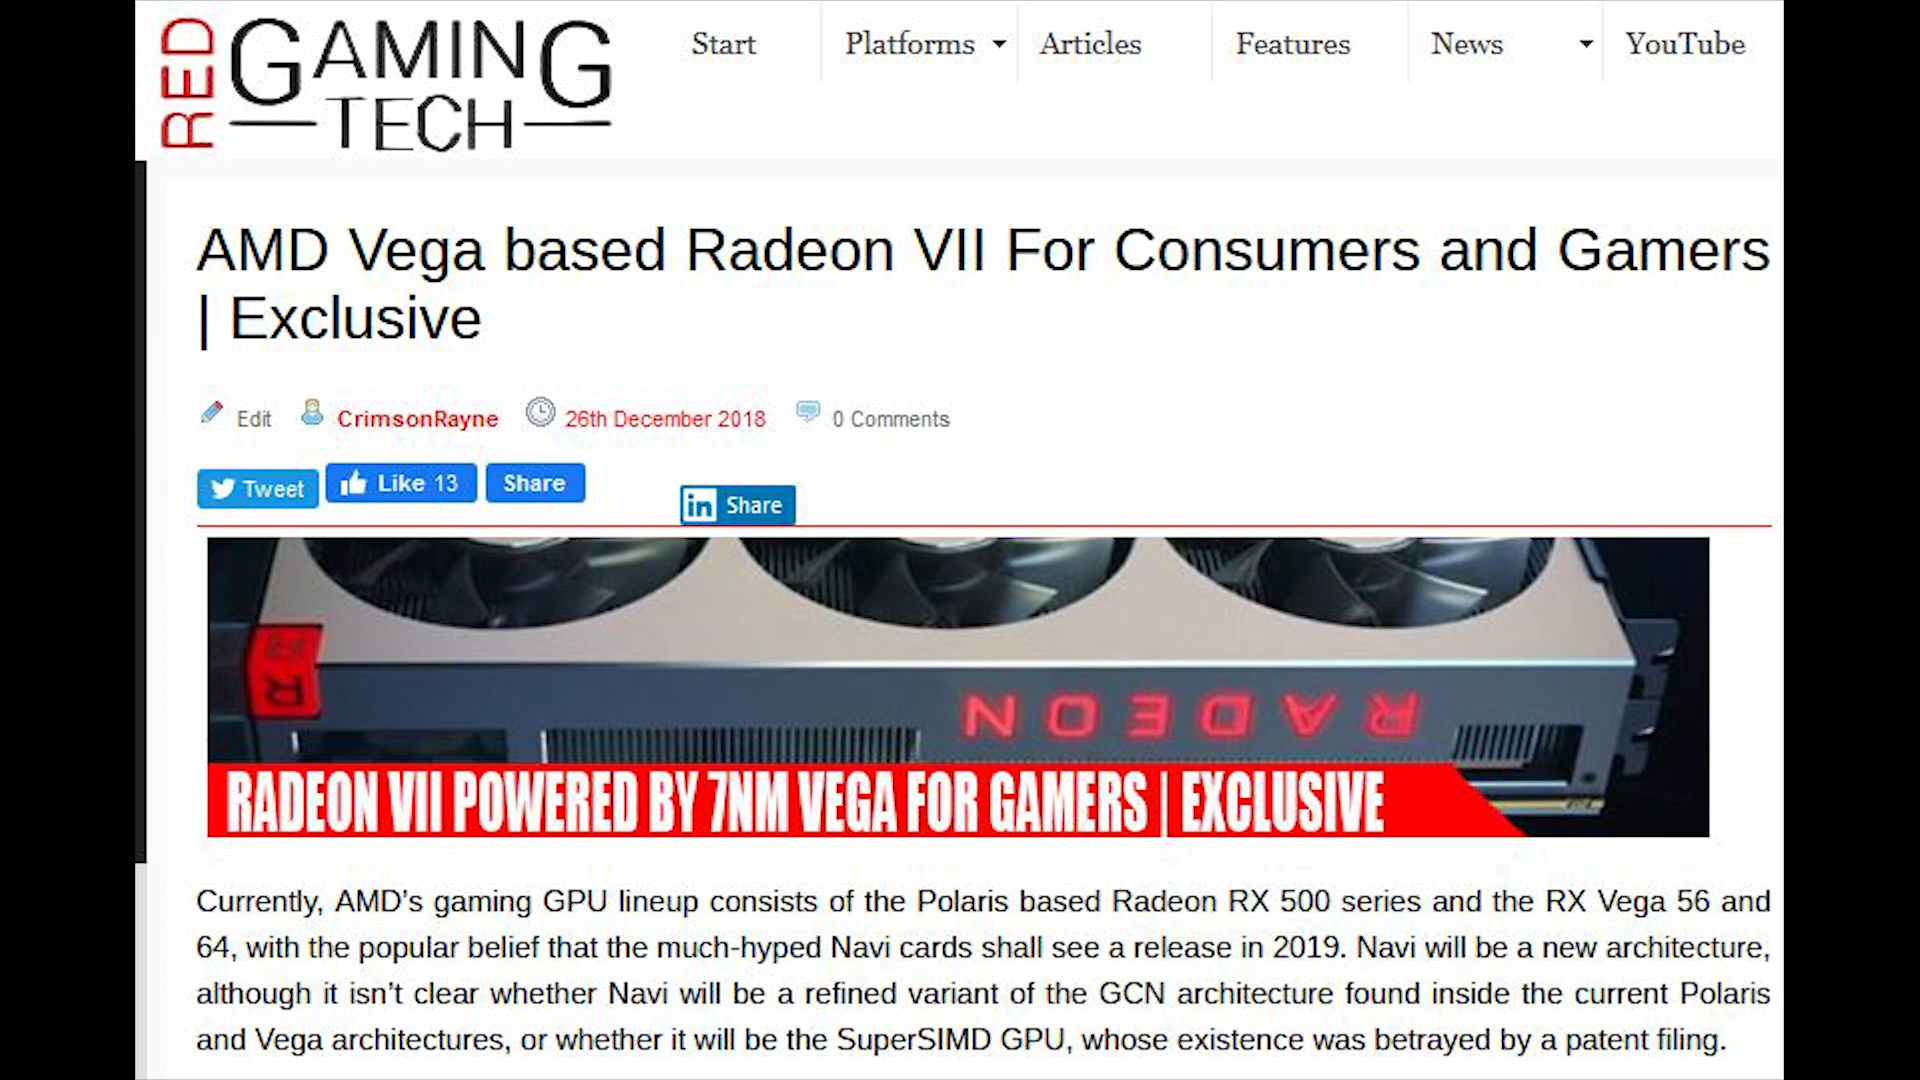 RED GAMING TECH
Start Platforms Articles Features News YouTube
AMD Vega based Radeon VII For Consumers and Gamers
| Exclusive
Edit CrimsonRayne 26th December 2018 0 Comments
Tweet Like 13 Share in Share
R
RADEON
RADEON VII POWERED BY 7NM VEGA FOR GAMERS | EXCLUSIVE
Currently, AMD's gaming GPU lineup consists of the Polaris based Radeon RX 500 series and the RX Vega 56 and
64, with the popular belief that the much-hyped Navi cards shall see a release in 2019. Navi will be a new architecture,
although it isn't clear whether Navi will be a refined variant of the GCN architecture found inside the current Polaris
and Vega architectures, or whether it will be the SuperSIMD GPU, whose existence was betrayed by a patent filing.